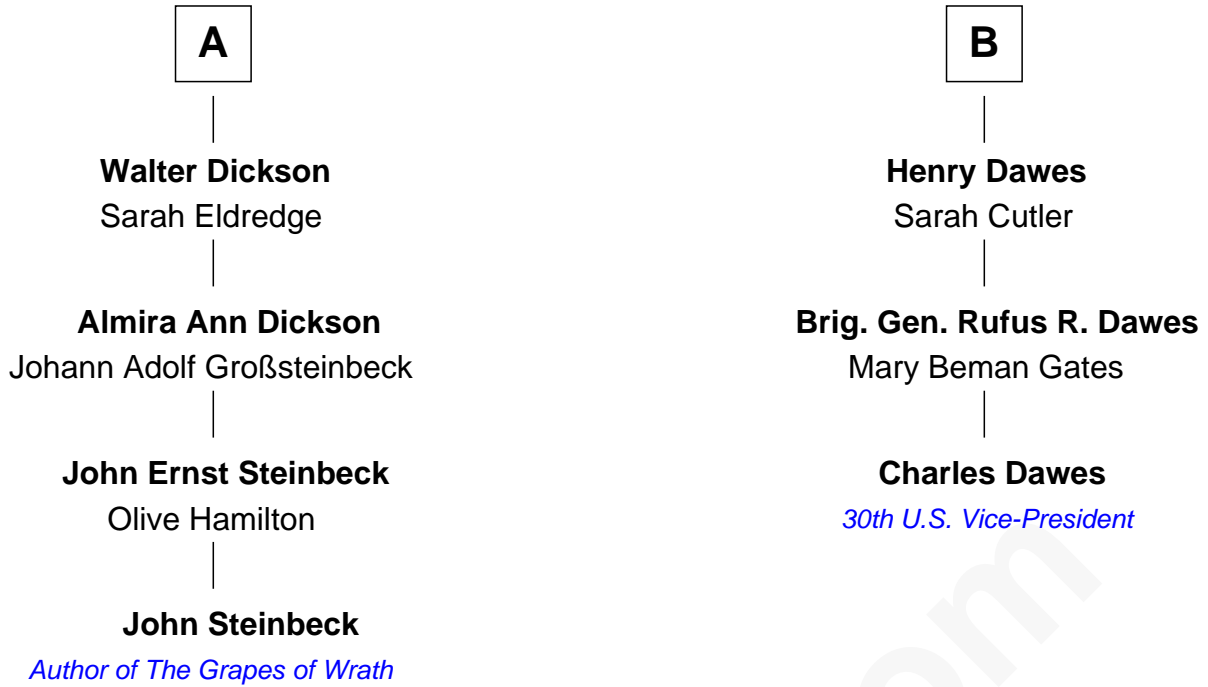 A
Walter Dickson
Sarah Eldredge
Almira Ann Dickson
Johann Adolf Großsteinbeck
John Ernst Steinbeck
Olive Hamilton
John Steinbeck
Author of The Grapes of Wrath
B
Henry Dawes
Sarah Cutler
Brig. Gen. Rufus R. Dawes
Mary Beman Gates
Charles Dawes
30th U.S. Vice-President
om